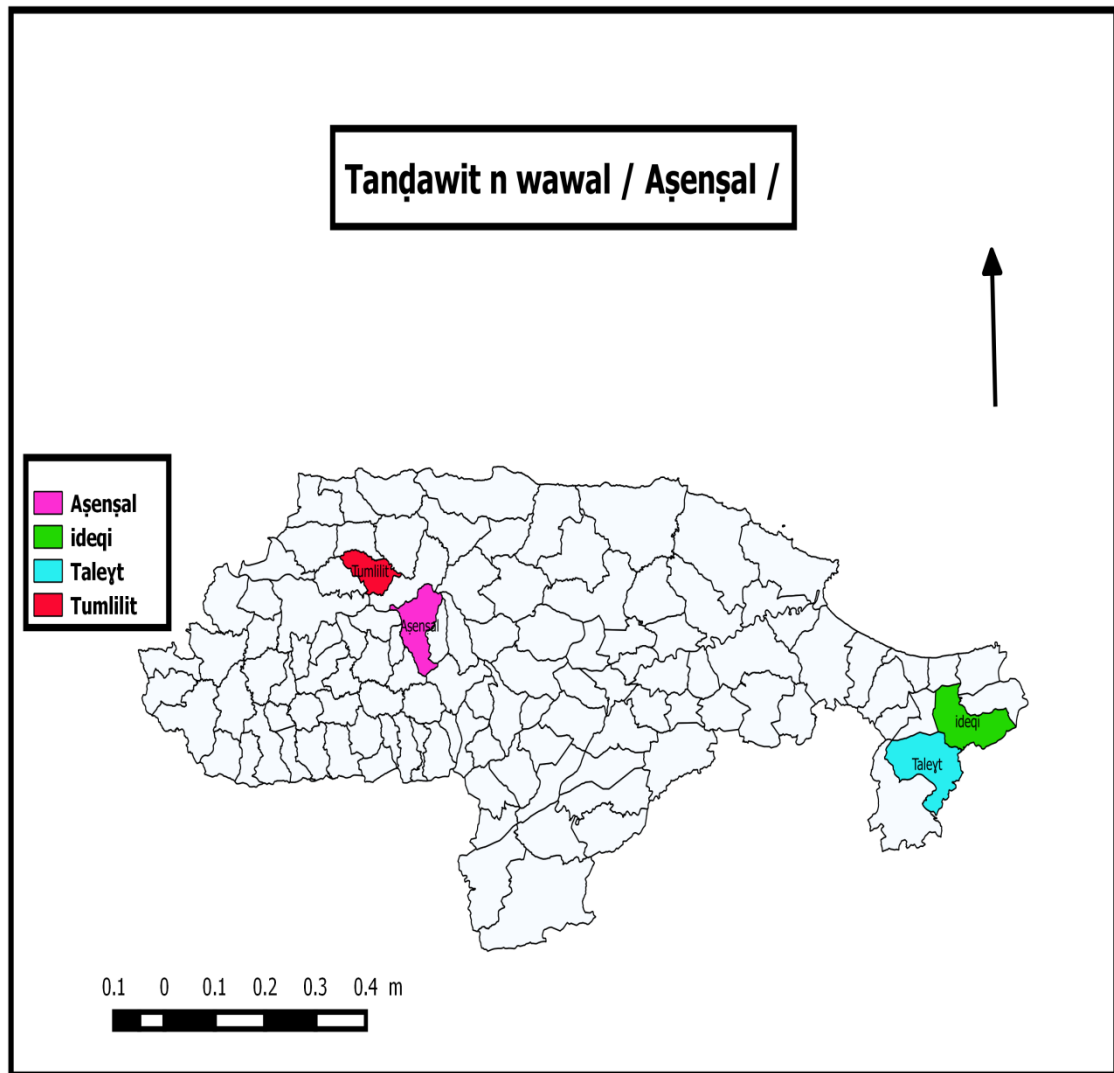 Tanḍawit n wawal / Aṣenṣal /
Aṣenṣal
ideqi
Taleɣt
Tumlilit
Tumlilit
Aṣenṣal
ideqi
Taleɣt
0.1 0 0.1 0.2 0.3 0.4 m